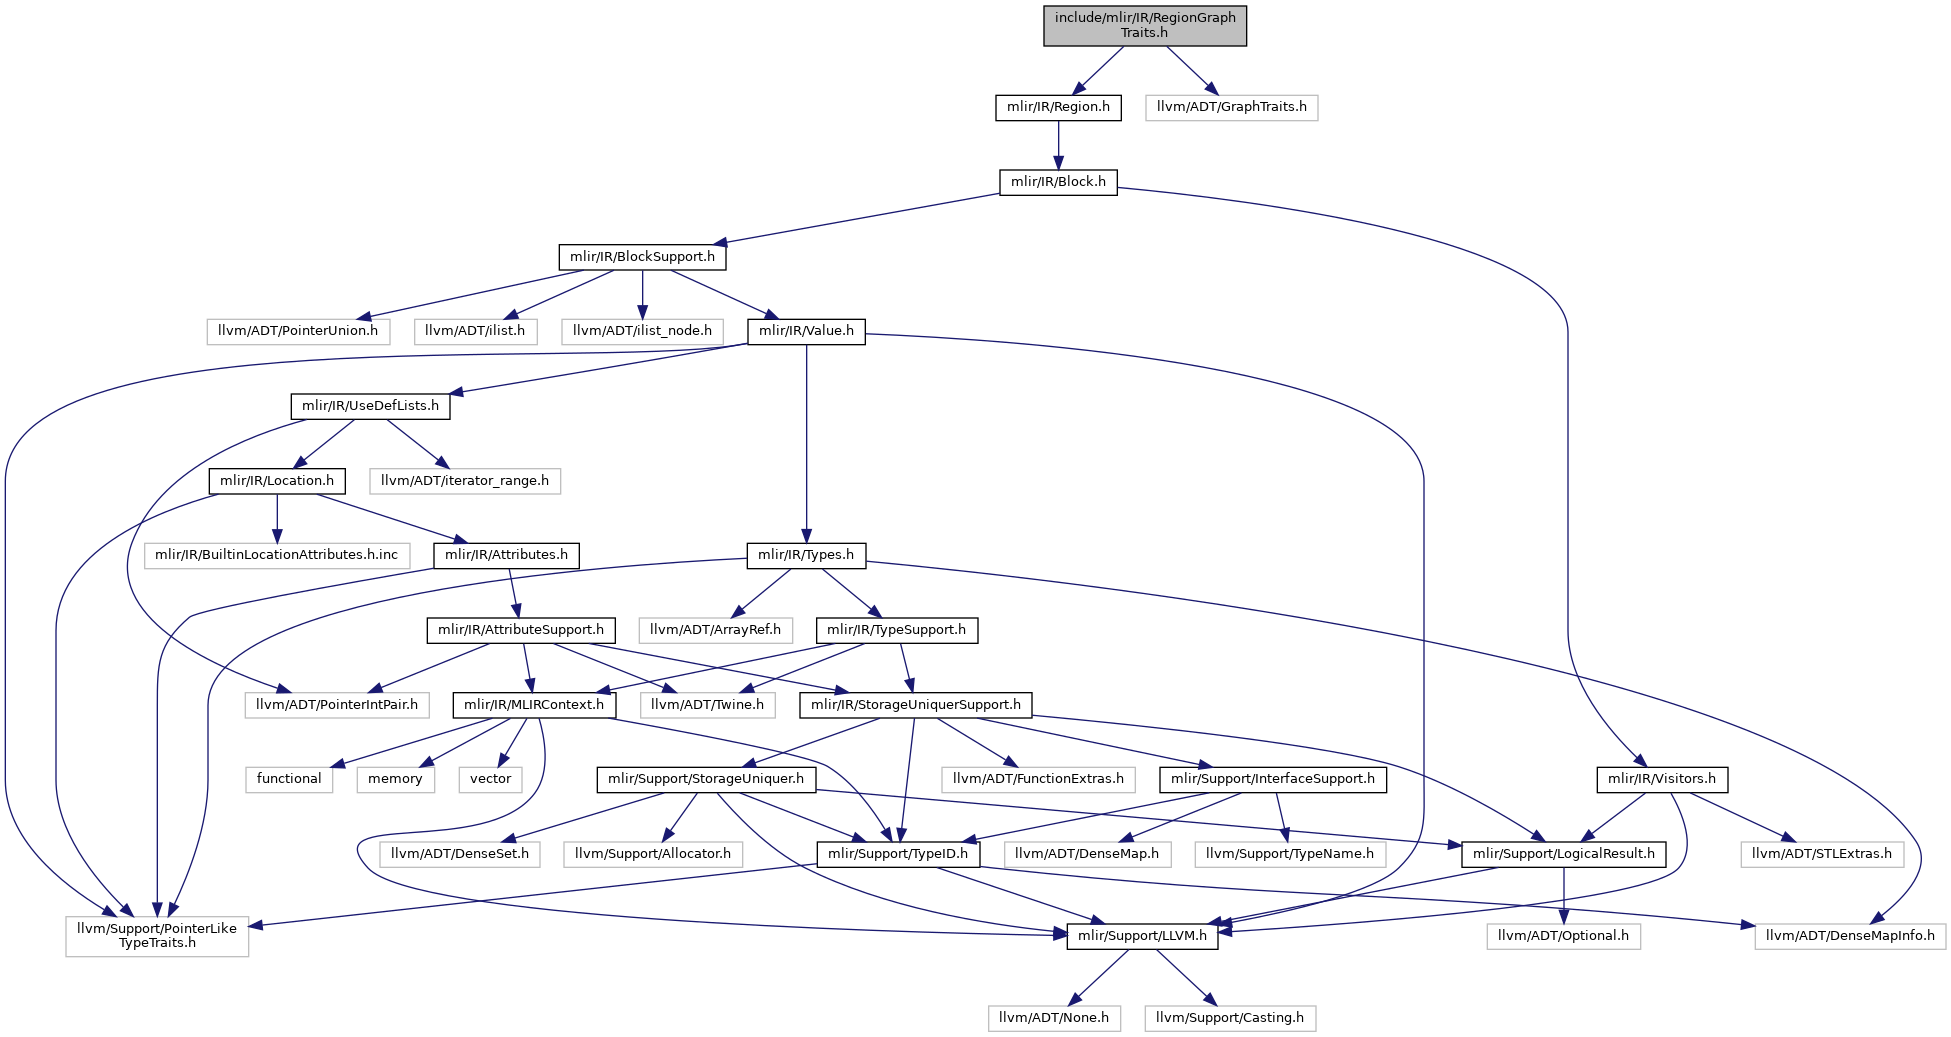 include/mlir/IR/RegionGraph
Traits.h
mlir/IR/Region.h
llvm/ADT/GraphTraits.h
mlir/IR/Block.h
mlir/IR/BlockSupport.h
llvm/ADT/PointerUnion.h
llvm/ADT/ilist.h
llvm/ADT/ilist_node.h
mlir/IR/Value.h
mlir/IR/UseDefLists.h
mlir/IR/Location.h
llvm/ADT/iterator_range.h
mlir/IR/BuiltinLocationAttributes.h.inc
mlir/IR/Attributes.h
mlir/IR/Types.h
mlir/IR/AttributeSupport.h
llvm/ADT/ArrayRef.h
mlir/IR/TypeSupport.h
llvm/ADT/PointerIntPair.h
mlir/IR/MLIRContext.h
llvm/ADT/Twine.h
mlir/IR/StorageUniquerSupport.h
functional
memory
vector
mlir/Support/StorageUniquer.h
llvm/ADT/FunctionExtras.h
mlir/Support/InterfaceSupport.h
mlir/IR/Visitors.h
llvm/ADT/DenseSet.h
llvm/Support/Allocator.h
mlir/Support/TypeID.h
llvm/ADT/DenseMap.h
llvm/Support/TypeName.h
mlir/Support/LogicalResult.h
llvm/ADT/STLExtras.h
llvm/Support/PointerLike
TypeTraits.h
mlir/Support/LLVM.h
llvm/ADT/Optional.h
llvm/ADT/DenseMapInfo.h
llvm/ADT/None.h
llvm/Support/Casting.h